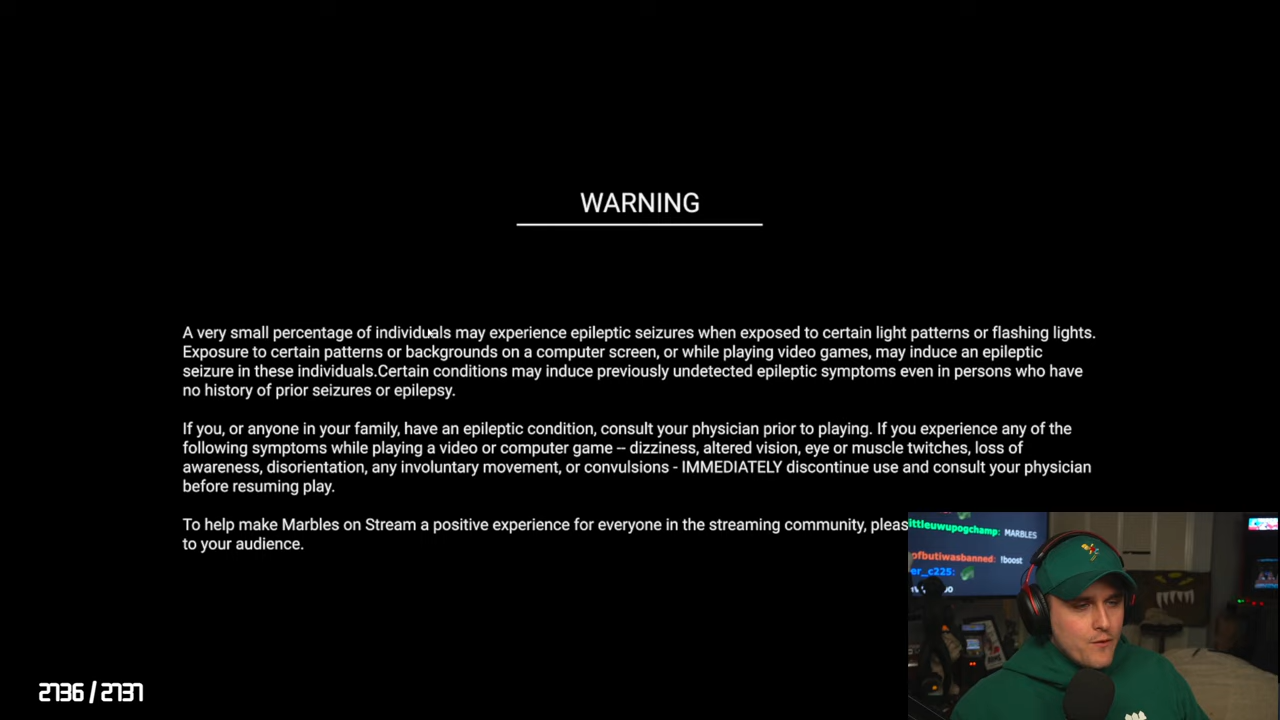 WARNING
A very small percentage of individuals may experience epileptic seizures when exposed to certain light patterns or flashing lights.
Exposure to certain patterns or backgrounds on a computer screen, or while playing video games, may induce an epileptic
seizure in these individuals.Certain conditions may induce previously undetected epileptic symptoms even in persons who have
no history of prior seizures or epilepsy.
If you, or anyone in your family, have an epileptic condition, consult your physician prior to playing. If you experience any of the
following symptoms while playing a video or computer game -- dizziness, altered vision, eye or muscle twitches, loss of
awareness, disorientation, any involuntary movement, or convulsions - IMMEDIATELY discontinue use and consult your physician
before resuming play.
To help make Marbles on Stream a positive experience for everyone in the streaming community, pleas
to your audience.
ittleuwupogchamp: MARBLES
ofbutiwasbanned: !boost
er_c225:
2736 / 2737